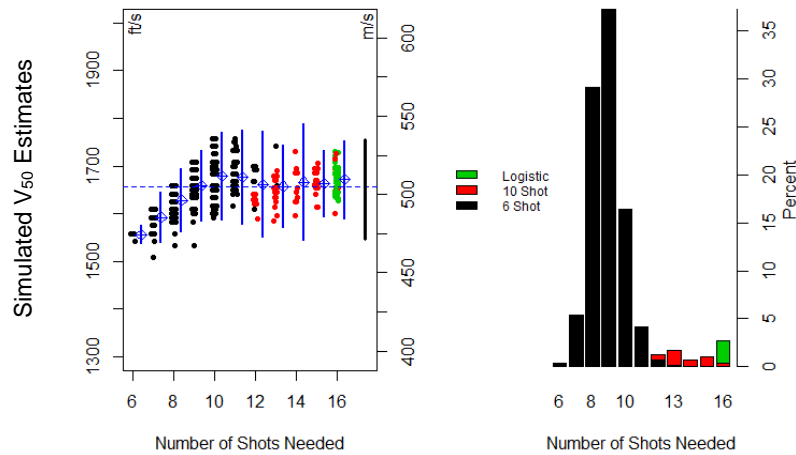 Simulated V50 Estimates
ft/s
m/s
1900
1700
1500
1300
600
550
500
450
400
6 8 10 12 14 16
Number of Shots Needed
Logistic
10 Shot
6 Shot
Percent
35
30
25
20
15
10
5
0
6 8 10 13 16
Number of Shots Needed